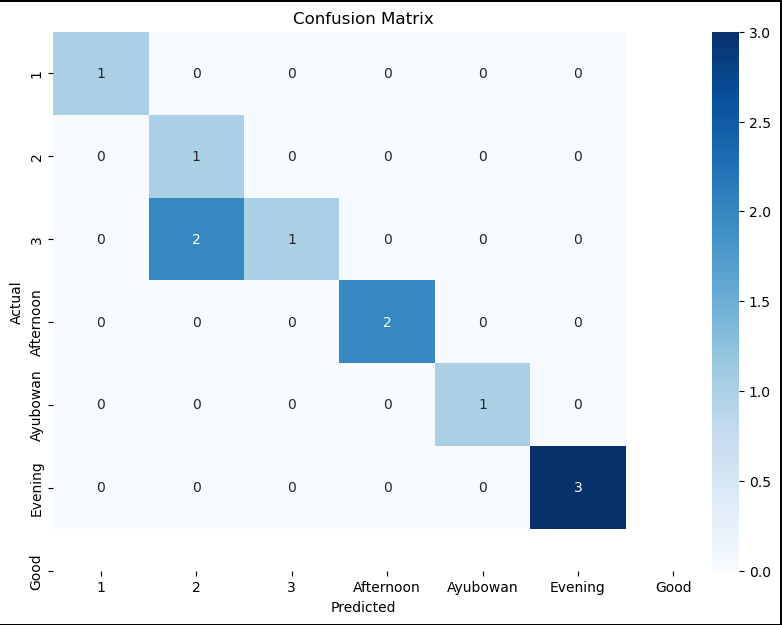 Confusion Matrix
1 1 0 0 0 0 0
2 0 1 0 0 0 0
3 0 2 1 0 0 0
Afternoon 0 0 0 2 0 0
Ayubowan 0 0 0 0 1 0
Evening 0 0 0 0 0 3
Good
Actual
1 2 3 Afternoon Ayubowan Evening Good
Predicted
3.0
2.5
2.0
1.5
1.0
0.5
0.0